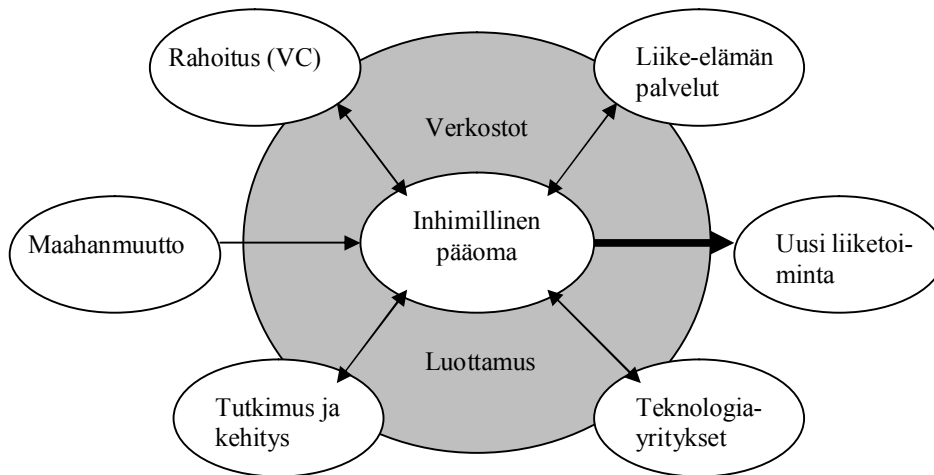 Rahoitus (VC)
Liike-elämän
palvelut
Verkostot
Maahanmuutto
Inhimillinen
pääoma
Uusi liiketoi-
minta
Luottamus
Tutkimus ja
kehitys
Teknologia-
yritykset